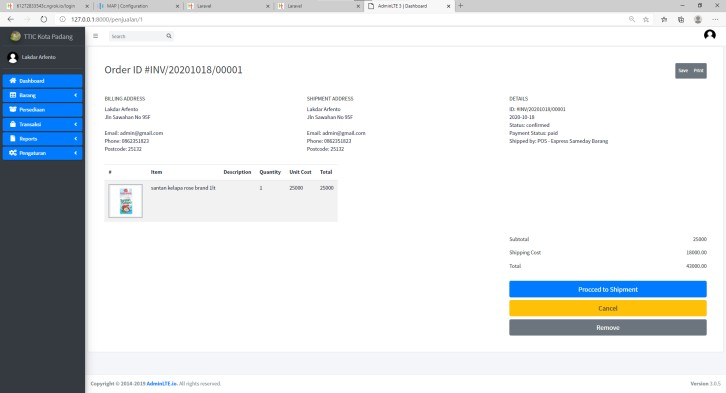 61273833543c.ngrok.io/login
WAP | Configuration
Laravel
Laravel
AdminLTE 3 | Dashboard
127.0.0.1:8000/penjualan/1
TTIC Kota Padang
Search
Lakdar Arfento
Dashboard
Barang
Persediaan
Transaksi
Reports
Pengaturan
Order ID #INV/20201018/00001
Save Print
BILLING ADDRESS
Lakdar Arfento
Jln Sawahan No 95F
Email: admin@gmail.com
Phone: 0862351823
Postcode: 25132
SHIPMENT ADDRESS
Lakdar Arfento
Jln Sawahan No 95F
Email: admin@gmail.com
Phone: 0862351823
Postcode: 25132
DETAILS
ID: #INV/20201018/00001
2020-10-18
Status: confirmed
Payment Status: paid
Shipped by: POS - Express Sameday Barang
# Item Description Quantity Unit Cost Total
santan kelapa rose brand 1lt 1 25000 25000
Subtotal 25000
Shipping Cost 18000.00
Total 43000.00
Procced to Shipment
Cancel
Remove
Copyright © 2014-2019 AdminLTE.io. All rights reserved.
Version 3.0.5